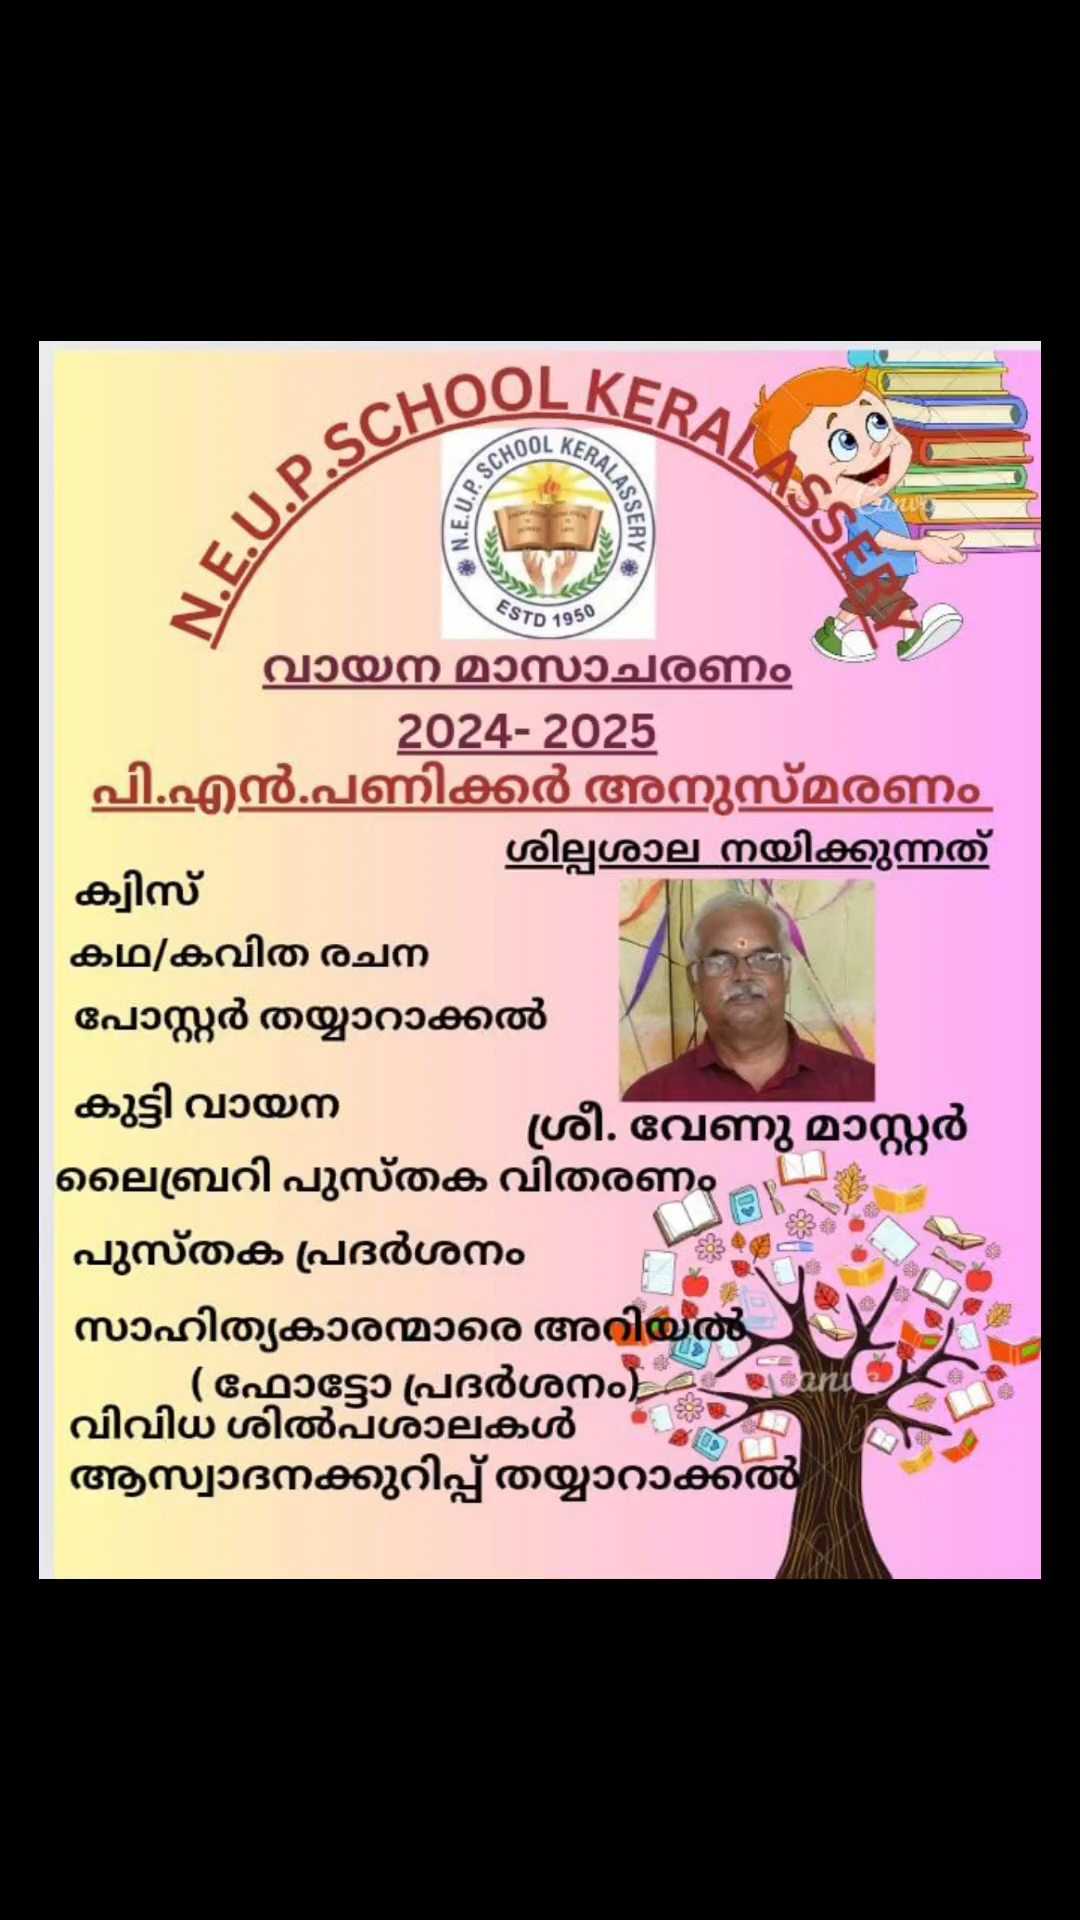 N.E.U.P.SCHOOL KERALASSERY
N.E.U.P. SCHOOL KERALASSERY
ESTD 1950
വായന മാസാചരണം
2024- 2025
പി.എൻ.പണിക്കർ അനുസ്മരണം
ശില്പശാല നയിക്കുന്നത്
ക്വിസ്
കഥ/കവിത രചന
പോസ്റ്റർ തയ്യാറാക്കൽ
കുട്ടി വായന
ശ്രീ. വേണു മാസ്റ്റർ
ലൈബ്രറി പുസ്തക വിതരണം
പുസ്തക പ്രദർശനം
സാഹിത്യകാരന്മാരെ അറിയൽ
( ഫോട്ടോ പ്രദർശനം)
വിവിധ ശിൽപശാലകൾ
ആസ്വാദനക്കുറിപ്പ് തയ്യാറാക്കൽ
Canva
Canva